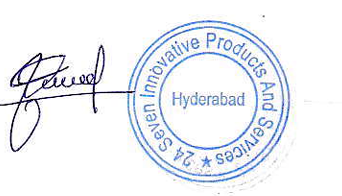 24 Seven Innovative Products And Services ★
Hyderabad